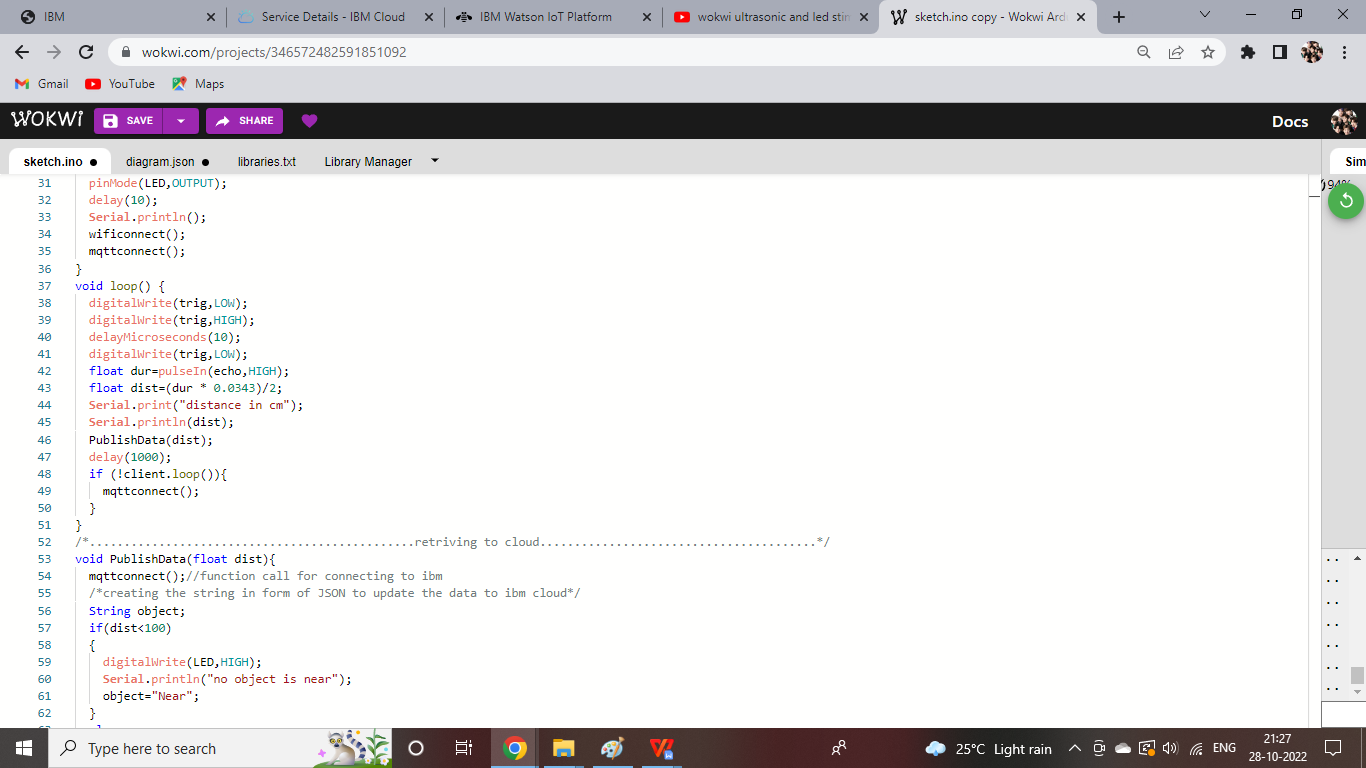 IBM
Service Details - IBM Cloud
IBM Watson IoT Platform
wokwi ultrasonic and led stim
sketch.ino copy - Wokwi Ard
wokwi.com/projects/346572482591851092
Gmail
YouTube
Maps
WOKWI
SAVE
SHARE
Docs
sketch.ino
diagram.json
libraries.txt
Library Manager
Sim
94%
31 pinMode(LED,OUTPUT);
32 delay(10);
33 Serial.println();
34 wificonnect();
35 mqttconnect();
36 }
37 void loop() {
38 digitalWrite(trig,LOW);
39 digitalWrite(trig,HIGH);
40 delayMicroseconds(10);
41 digitalWrite(trig,LOW);
42 float dur=pulseIn(echo,HIGH);
43 float dist=(dur * 0.0343)/2;
44 Serial.print("distance in cm");
45 Serial.println(dist);
46 PublishData(dist);
47 delay(1000);
48 if (!client.loop()){
49 mqttconnect();
50 }
51 }
52 /*...............................................retriving to cloud........................................*/
53 void PublishData(float dist){
54 mqttconnect();//function call for connecting to ibm
55 /*creating the string in form of JSON to update the data to ibm cloud*/
56 String object;
57 if(dist<100)
58 {
59 digitalWrite(LED,HIGH);
60 Serial.println("no object is near");
61 object="Near";
62 }
..
..
..
..
..
..
..
Type here to search
25°C Light rain
ENG
21:27
28-10-2022